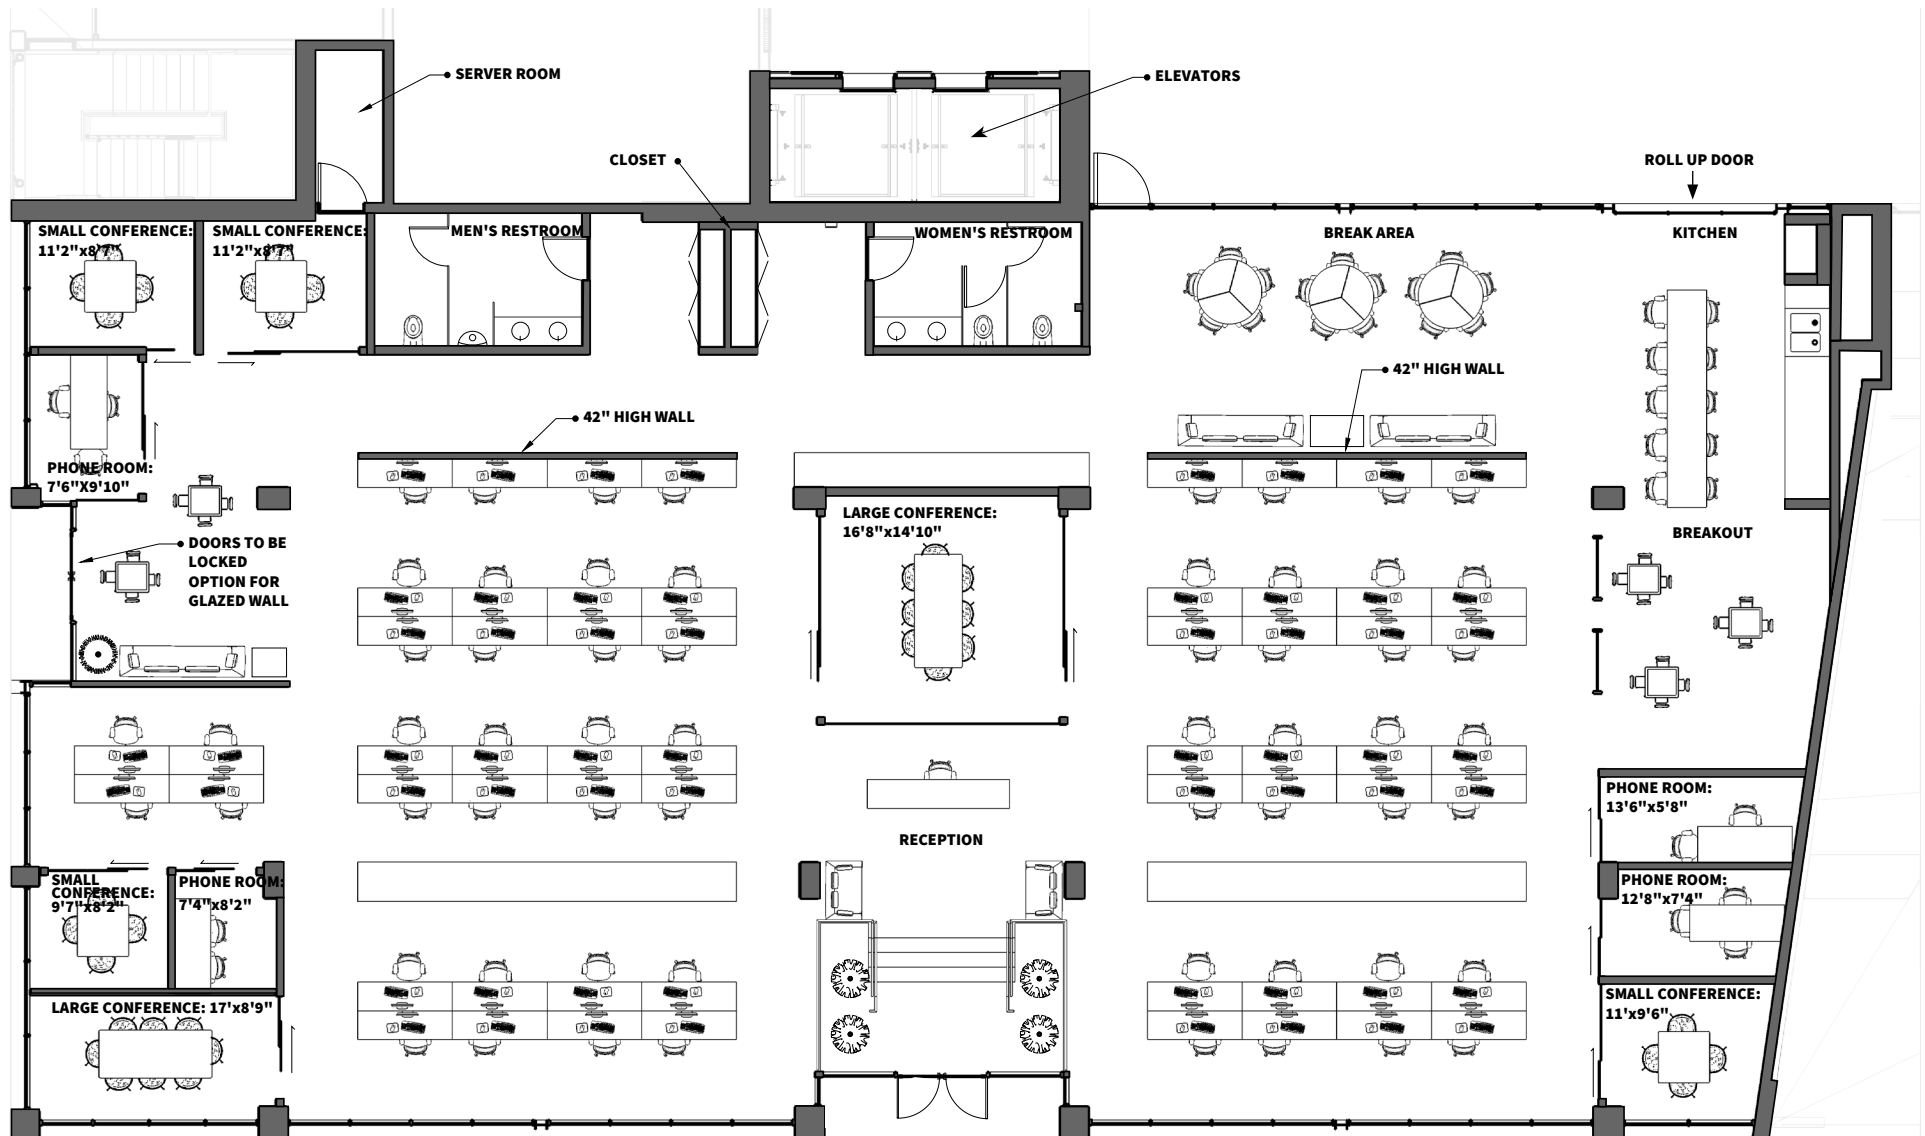 SERVER ROOM
ELEVATORS
CLOSET
ROLL UP DOOR
SMALL CONFERENCE:
11'2"x8'7"
SMALL CONFERENCE:
11'2"x8'7"
MEN'S RESTROOM
WOMEN'S RESTROOM
BREAK AREA
KITCHEN
42" HIGH WALL
42" HIGH WALL
PHONE ROOM:
7'6"X9'10"
LARGE CONFERENCE:
16'8"x14'10"
BREAKOUT
DOORS TO BE
LOCKED
OPTION FOR
GLAZED WALL
RECEPTION
PHONE ROOM:
13'6"x5'8"
SMALL
CONFERENCE:
9'7"x8'2"
PHONE ROOM:
7'4"x8'2"
PHONE ROOM:
12'8"x7'4"
LARGE CONFERENCE: 17'x8'9"
SMALL CONFERENCE:
11'x9'6"